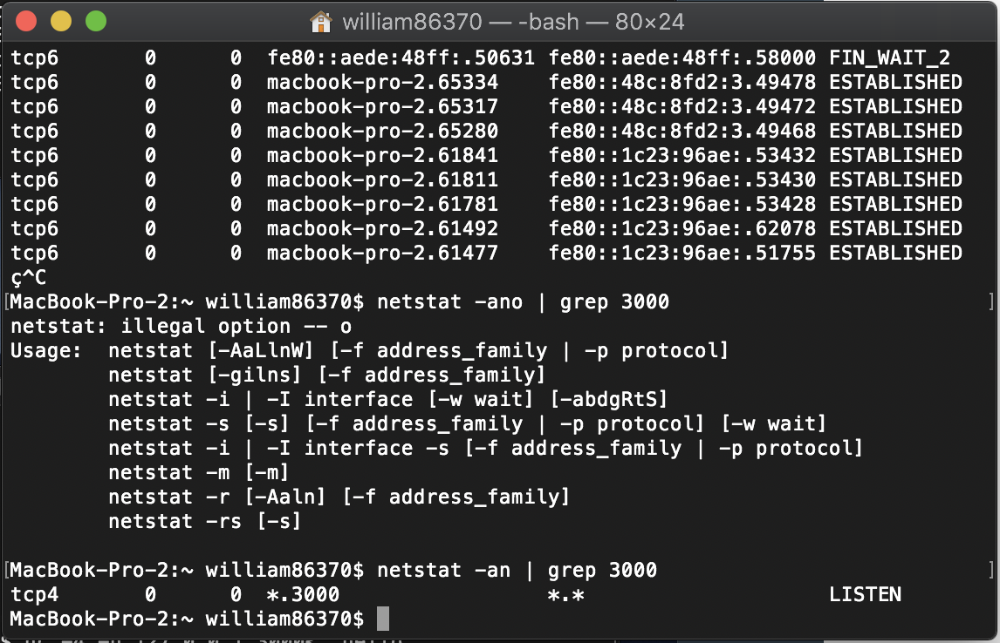 william86370 — -bash — 80×24
tcp6 0 0 fe80::aede:48ff:.50631 fe80::aede:48ff:.58000 FIN_WAIT_2
tcp6 0 0 macbook-pro-2.65334 fe80::48c:8fd2:3.49478 ESTABLISHED
tcp6 0 0 macbook-pro-2.65317 fe80::48c:8fd2:3.49472 ESTABLISHED
tcp6 0 0 macbook-pro-2.65280 fe80::48c:8fd2:3.49468 ESTABLISHED
tcp6 0 0 macbook-pro-2.61841 fe80::1c23:96ae:.53432 ESTABLISHED
tcp6 0 0 macbook-pro-2.61811 fe80::1c23:96ae:.53430 ESTABLISHED
tcp6 0 0 macbook-pro-2.61781 fe80::1c23:96ae:.53428 ESTABLISHED
tcp6 0 0 macbook-pro-2.61492 fe80::1c23:96ae:.62078 ESTABLISHED
tcp6 0 0 macbook-pro-2.61477 fe80::1c23:96ae:.51755 ESTABLISHED
ç^C
[MacBook-Pro-2:~ william86370$ netstat -ano | grep 3000 ]
netstat: illegal option -- o
Usage: netstat [-AaLlnW] [-f address_family | -p protocol]
netstat [-gilns] [-f address_family]
netstat -i | -I interface [-w wait] [-abdgRtS]
netstat -s [-s] [-f address_family | -p protocol] [-w wait]
netstat -i | -I interface -s [-f address_family | -p protocol]
netstat -m [-m]
netstat -r [-Aaln] [-f address_family]
netstat -rs [-s]
[MacBook-Pro-2:~ william86370$ netstat -an | grep 3000 ]
tcp4 0 0 *.3000 *.* LISTEN
MacBook-Pro-2:~ william86370$